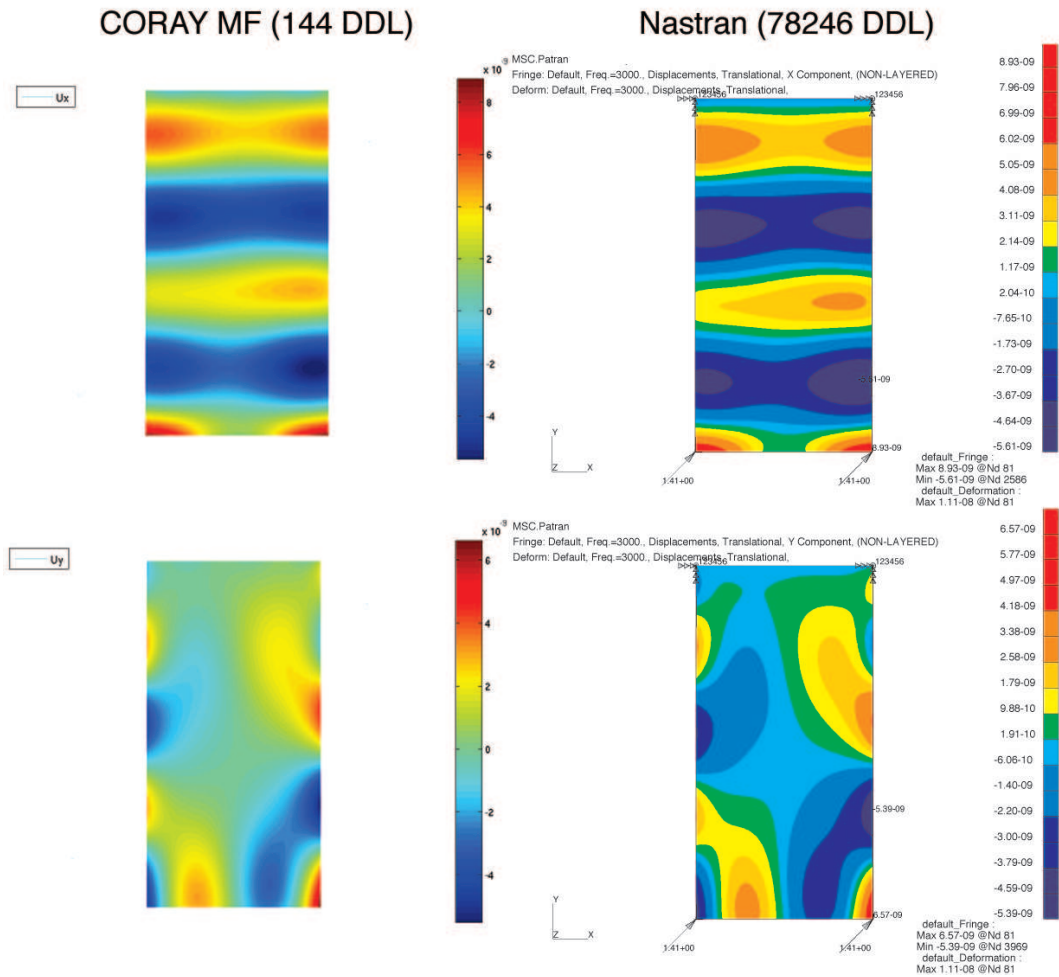 CORAY MF (144 DDL)
Nastran (78246 DDL)
Ux
x 10⁻⁹
8
6
4
2
0
-2
-4
MSC.Patran
Fringe: Default, Freq.=3000., Displacements, Translational, X Component, (NON-LAYERED)
Deform: Default, Freq.=3000., Displacements, Translational,
123456
123456
8.93-09
7.96-09
6.99-09
6.02-09
5.05-09
4.08-09
3.11-09
2.14-09
1.17-09
2.04-10
-7.65-10
-1.73-09
-2.70-09
-3.67-09
-4.64-09
-5.61-09
61-09
8.93-09
Y
Z
X
1.41+00
1.41+00
default_Fringe :
Max 8.93-09 @Nd 81
Min -5.61-09 @Nd 2586
default_Deformation :
Max 1.11-08 @Nd 81
Uy
x 10⁻⁹
6
4
2
0
-2
-4
MSC.Patran
Fringe: Default, Freq.=3000., Displacements, Translational, Y Component, (NON-LAYERED)
Deform: Default, Freq.=3000., Displacements, Translational,
123456
123456
6.57-09
5.77-09
4.97-09
4.18-09
3.38-09
2.58-09
1.79-09
9.88-10
1.91-10
-6.06-10
-1.40-09
-2.20-09
-3.00-09
-3.79-09
-4.59-09
-5.39-09
-5.39-09
6.57-09
Y
Z
X
1.41+00
1.41+00
default_Fringe :
Max 6.57-09 @Nd 81
Min -5.39-09 @Nd 3969
default_Deformation :
Max 1.11-08 @Nd 81